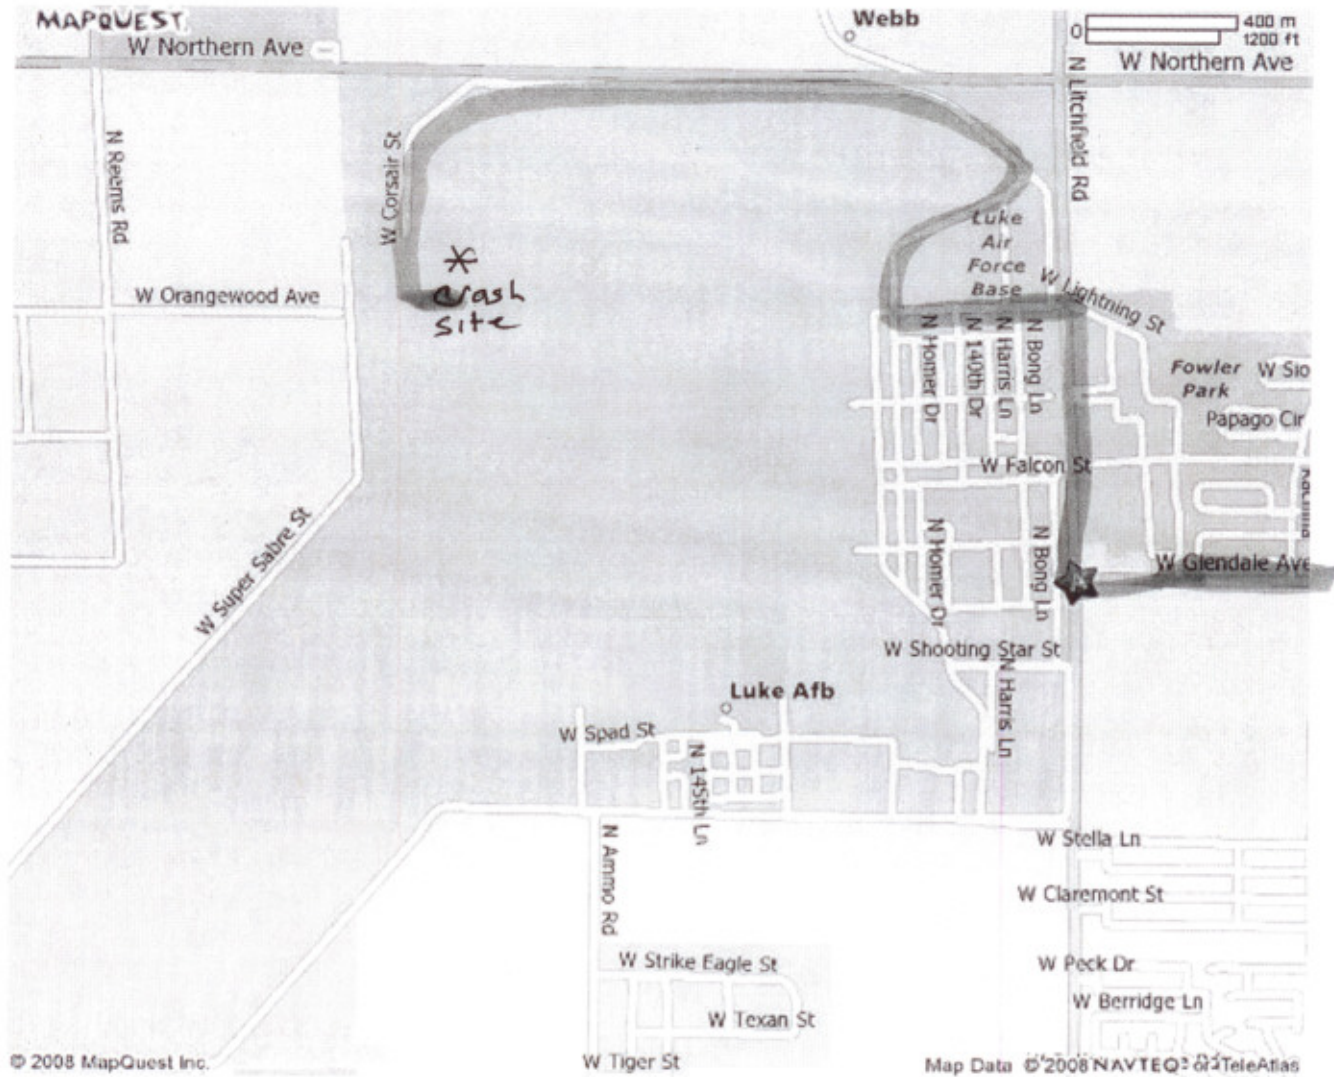 MAPQUEST
Webb
400 m
0
1200 ft
W Northern Ave
W Northern Ave
N Litchfield Rd
N Reems Rd
W Corsair St
Luke
Air
Force
Base
W Lightning St
W Orangewood Ave
*
crash
site
N Homer Dr
N 140th Dr
N Harris Ln
N Bong Ln
Fowler
Park
W Sio
Papago Cir
W Falcon St
W Super Sabre St
N Homer Dr
N Bong Ln
W Glendale Ave
W Shooting Star St
N Harris Ln
Luke Afb
W Spad St
N 145th Ln
N Ammo Rd
W Stella Ln
W Claremont St
W Strike Eagle St
W Peck Dr
W Texan St
W Berridge Ln
W Tiger St
© 2008 MapQuest Inc.
Map Data © 2008 NAVTEQ or TeleAtlas